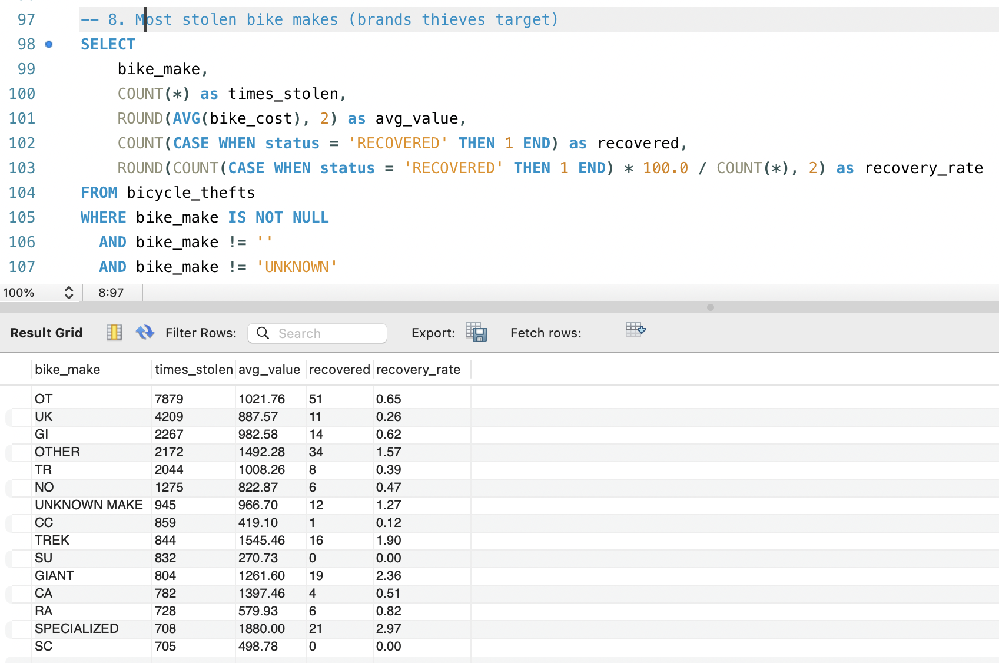 97 -- 8. Most stolen bike makes (brands thieves target)
98 SELECT
99 bike_make,
100 COUNT(*) as times_stolen,
101 ROUND(AVG(bike_cost), 2) as avg_value,
102 COUNT(CASE WHEN status = 'RECOVERED' THEN 1 END) as recovered,
103 ROUND(COUNT(CASE WHEN status = 'RECOVERED' THEN 1 END) * 100.0 / COUNT(*), 2) as recovery_rate
104 FROM bicycle_thefts
105 WHERE bike_make IS NOT NULL
106 AND bike_make != ''
107 AND bike_make != 'UNKNOWN'
100% 8:97
Result Grid Filter Rows: Search Export: Fetch rows:
bike_make times_stolen avg_value recovered recovery_rate
OT 7879 1021.76 51 0.65
UK 4209 887.57 11 0.26
GI 2267 982.58 14 0.62
OTHER 2172 1492.28 34 1.57
TR 2044 1008.26 8 0.39
NO 1275 822.87 6 0.47
UNKNOWN MAKE 945 966.70 12 1.27
CC 859 419.10 1 0.12
TREK 844 1545.46 16 1.90
SU 832 270.73 0 0.00
GIANT 804 1261.60 19 2.36
CA 782 1397.46 4 0.51
RA 728 579.93 6 0.82
SPECIALIZED 708 1880.00 21 2.97
SC 705 498.78 0 0.00